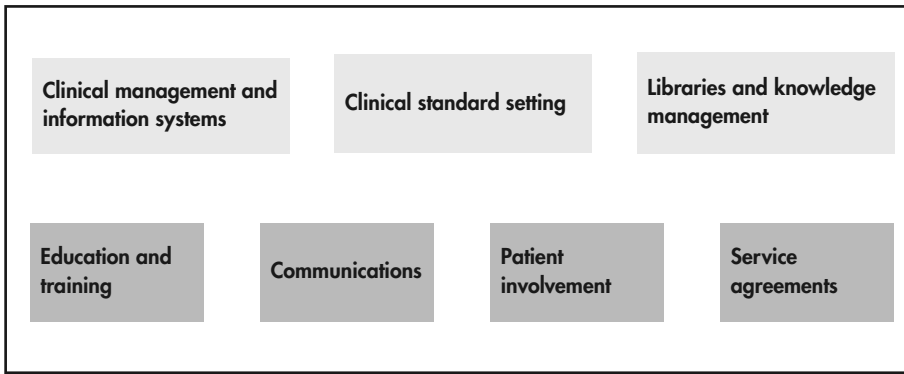 Clinical management and
information systems
Clinical standard setting
Libraries and knowledge
management
Education and
training
Communications
Patient
involvement
Service
agreements